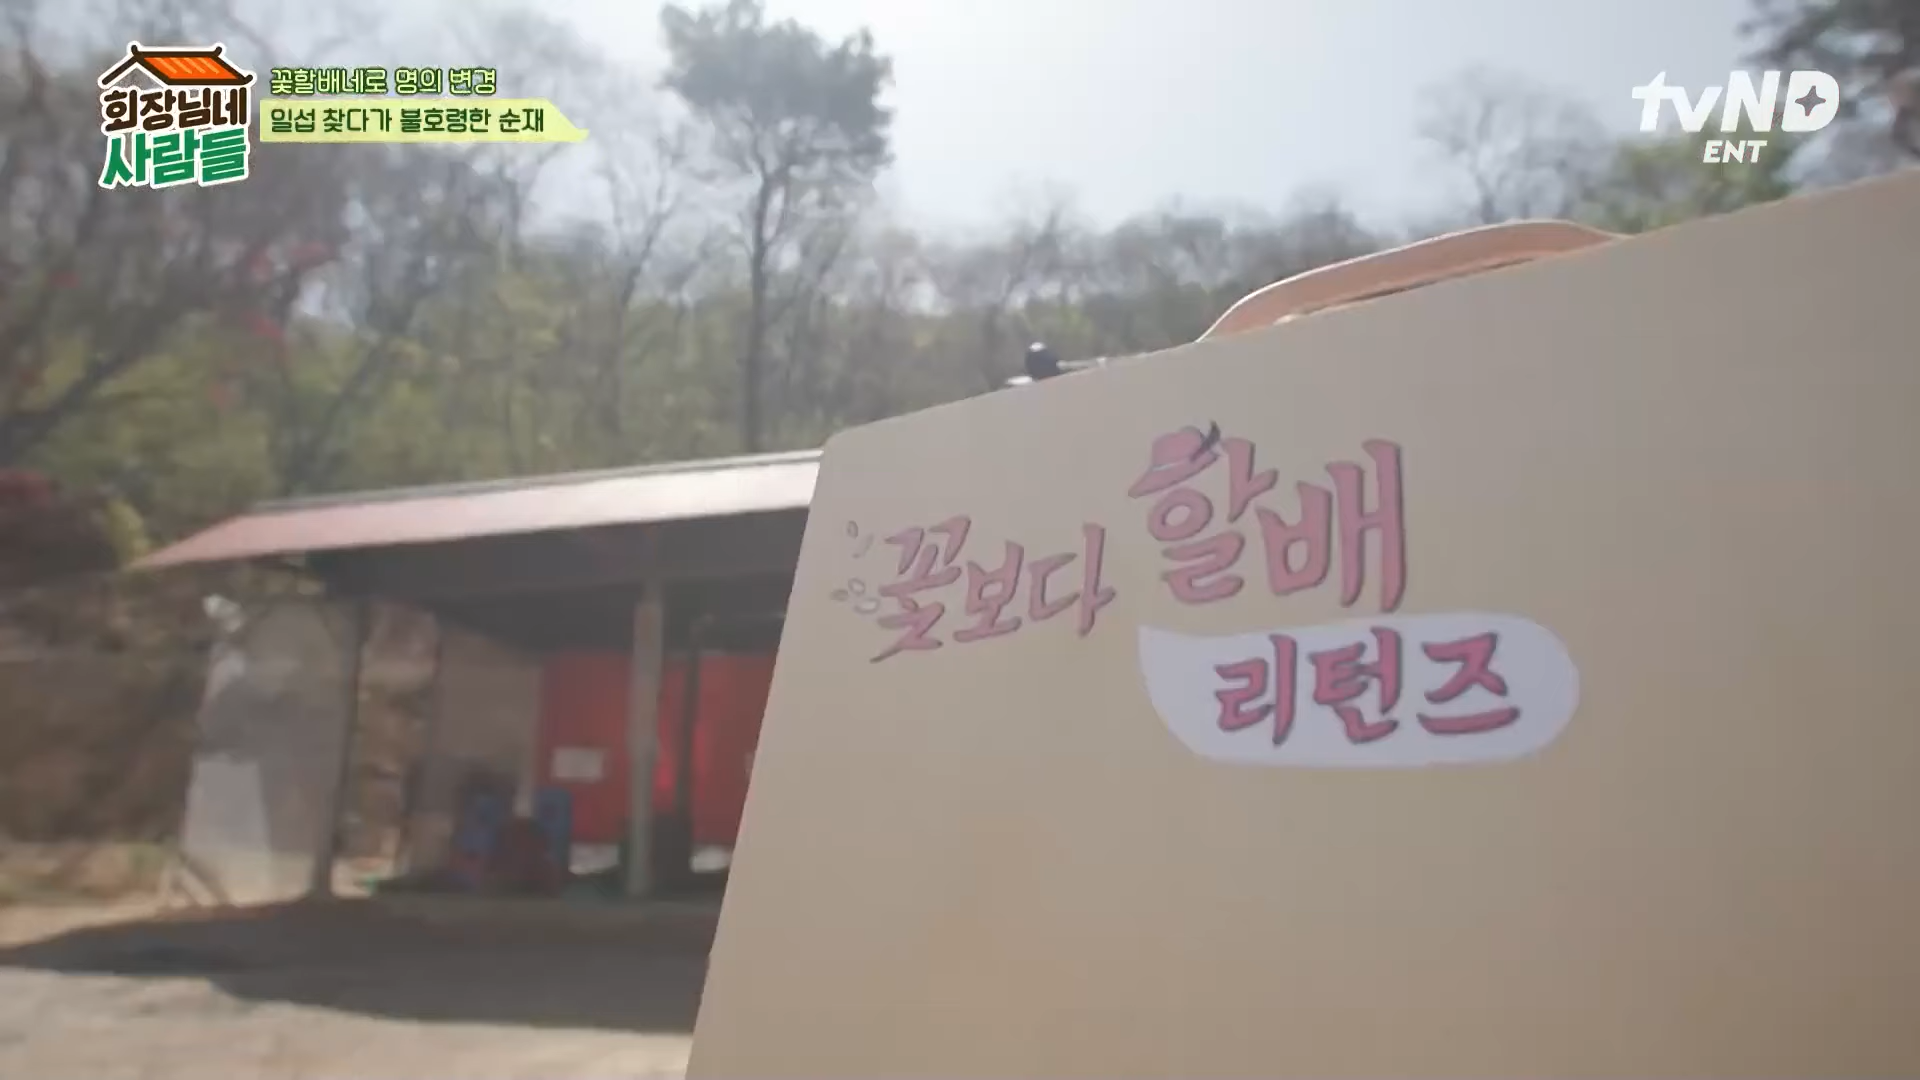 회장님네
사람들
꽃할배네로 명의 변경
일섭 찾다가 불호령한 순재
tvND
ENT
꽃보다 할배
리턴즈